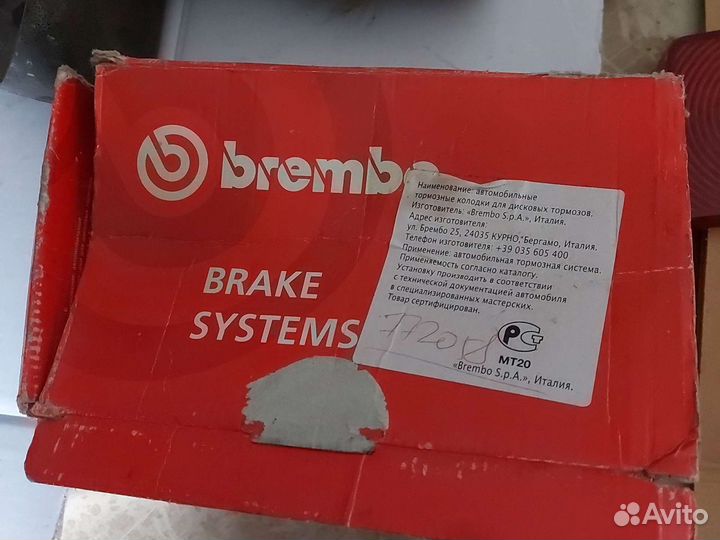 brembo
BRAKE
SYSTEMS
Наименование: автомобильные
тормозные колодки для дисковых тормозов.
Изготовитель: «Brembo S.p.A.», Италия.
Адрес изготовителя:
ул. Брембо 25, 24035 КУРНО, Бергамо, Италия.
Телефон изготовителя: +39 035 605 400
Применение: автомобильная тормозная система.
Применяемость согласно каталогу.
Установку производить в соответствии
с технической документацией автомобиля
в специализированных мастерских.
Товар сертифицирован.
МТ20
«Brembo S.p.A.», Италия.
Avito